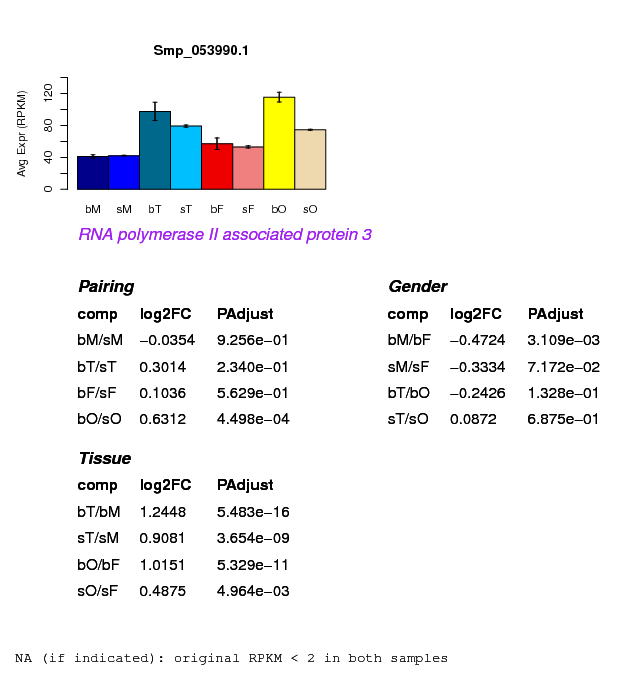 Smp_053990.1
Avg Expr (RPKM)
0 40 80 120
bM sM bT sT bF sF bO sO
RNA polymerase II associated protein 3
Pairing
comp log2FC PAdjust
bM/sM −0.0354 9.256e−01
bT/sT 0.3014 2.340e−01
bF/sF 0.1036 5.629e−01
bO/sO 0.6312 4.498e−04
Gender
comp log2FC PAdjust
bM/bF −0.4724 3.109e−03
sM/sF −0.3334 7.172e−02
bT/bO −0.2426 1.328e−01
sT/sO 0.0872 6.875e−01
Tissue
comp log2FC PAdjust
bT/bM 1.2448 5.483e−16
sT/sM 0.9081 3.654e−09
bO/bF 1.0151 5.329e−11
sO/sF 0.4875 4.964e−03
NA (if indicated): original RPKM < 2 in both samples